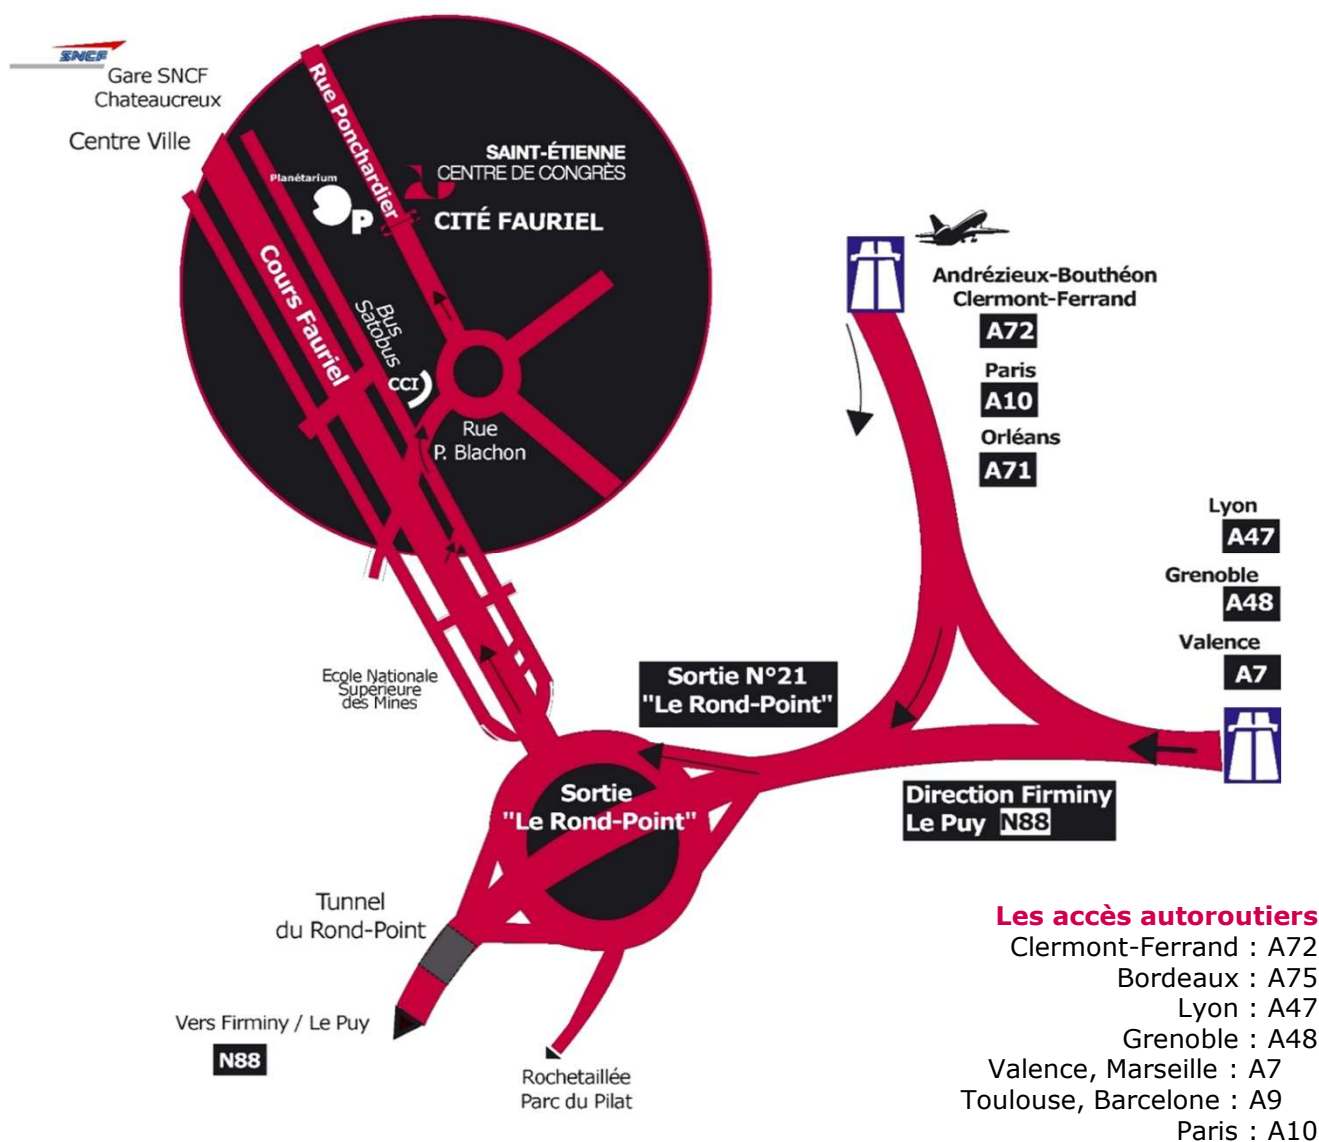 SNCF
Gare SNCF
Chateaucreux
Centre Ville
Rue Ponchardier
SAINT-ÉTIENNE
CENTRE DE CONGRÈS
CITÉ FAURIEL
Planétarium
P
Cours Fauriel
Bus
Satobus
CCI
Rue
P. Blachon
Andrézieux-Bouthéon
Clermont-Ferrand
A72
Paris
A10
Orléans
A71
Lyon
A47
Grenoble
A48
Valence
A7
Ecole Nationale
Supérieure
des Mines
Sortie N°21
"Le Rond-Point"
Direction Firminy
Le Puy N88
Sortie
"Le Rond-Point"
Tunnel
du Rond-Point
Vers Firminy / Le Puy
N88
Rochetaillée
Parc du Pilat
Les accès autoroutiers
Clermont-Ferrand : A72
Bordeaux : A75
Lyon : A47
Grenoble : A48
Valence, Marseille : A7
Toulouse, Barcelone : A9
Paris : A10